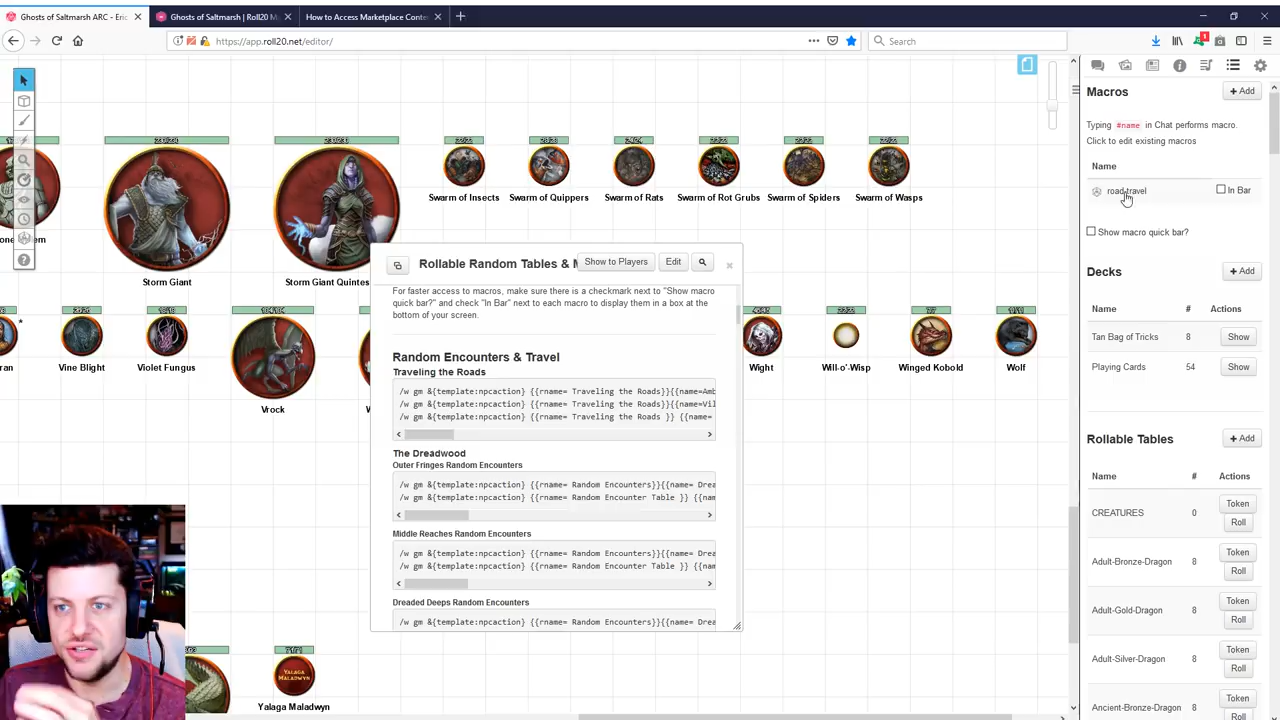 Ghosts of Saltmarsh ARC - Enc
Ghosts of Saltmarsh | Roll20 M
How to Access Marketplace Conte
https://app.roll20.net/editor/
Search
Macros
+ Add
Typing #name in Chat performs macro.
Click to edit existing macros
Name
road travel
In Bar
Show macro quick bar?
Decks
+ Add
Name # Actions
Tan Bag of Tricks 8 Show
Playing Cards 54 Show
Rollable Tables
+ Add
Name # Actions
CREATURES 0 Token
Roll
Adult-Bronze-Dragon 8 Token
Roll
Adult-Gold-Dragon 8 Token
Roll
Adult-Silver-Dragon 8 Token
Roll
Ancient-Bronze-Dragon 8 Token
Roll
Storm Giant
Storm Giant Quintes
Swarm of Insects
Swarm of Quippers
Swarm of Rats
Swarm of Rot Grubs
Swarm of Spiders
Swarm of Wasps
Vine Blight
Violet Fungus
Vrock
Wight
Will-o'-Wisp
Winged Kobold
Wolf
YALAGA
MALADWYN
Yalaga Maladwyn
Rollable Random Tables & M
Show to Players
Edit
For faster access to macros, make sure there is a checkmark next to "Show macro
quick bar?" and check "In Bar" next to each macro to display them in a box at the
bottom of your screen.
Random Encounters & Travel
Traveling the Roads
/w gm &{template:npcaction} {{rname= Traveling the Roads}}{{name=Amb
/w gm &{template:npcaction} {{rname= Traveling the Roads}}{{name=Vil
/w gm &{template:npcaction} {{rname= Traveling the Roads }} {{name=
The Dreadwood
Outer Fringes Random Encounters
/w gm &{template:npcaction} {{rname= Random Encounters}}{{name= Drea
/w gm &{template:npcaction} {{rname= Random Encounter Table }} {{nam
Middle Reaches Random Encounters
/w gm &{template:npcaction} {{rname= Random Encounters}}{{name= Drea
/w gm &{template:npcaction} {{rname= Random Encounter Table }} {{nam
Dreaded Deeps Random Encounters
/w gm &{template:npcaction} {{rname= Random Encounters}}{{name= Drea